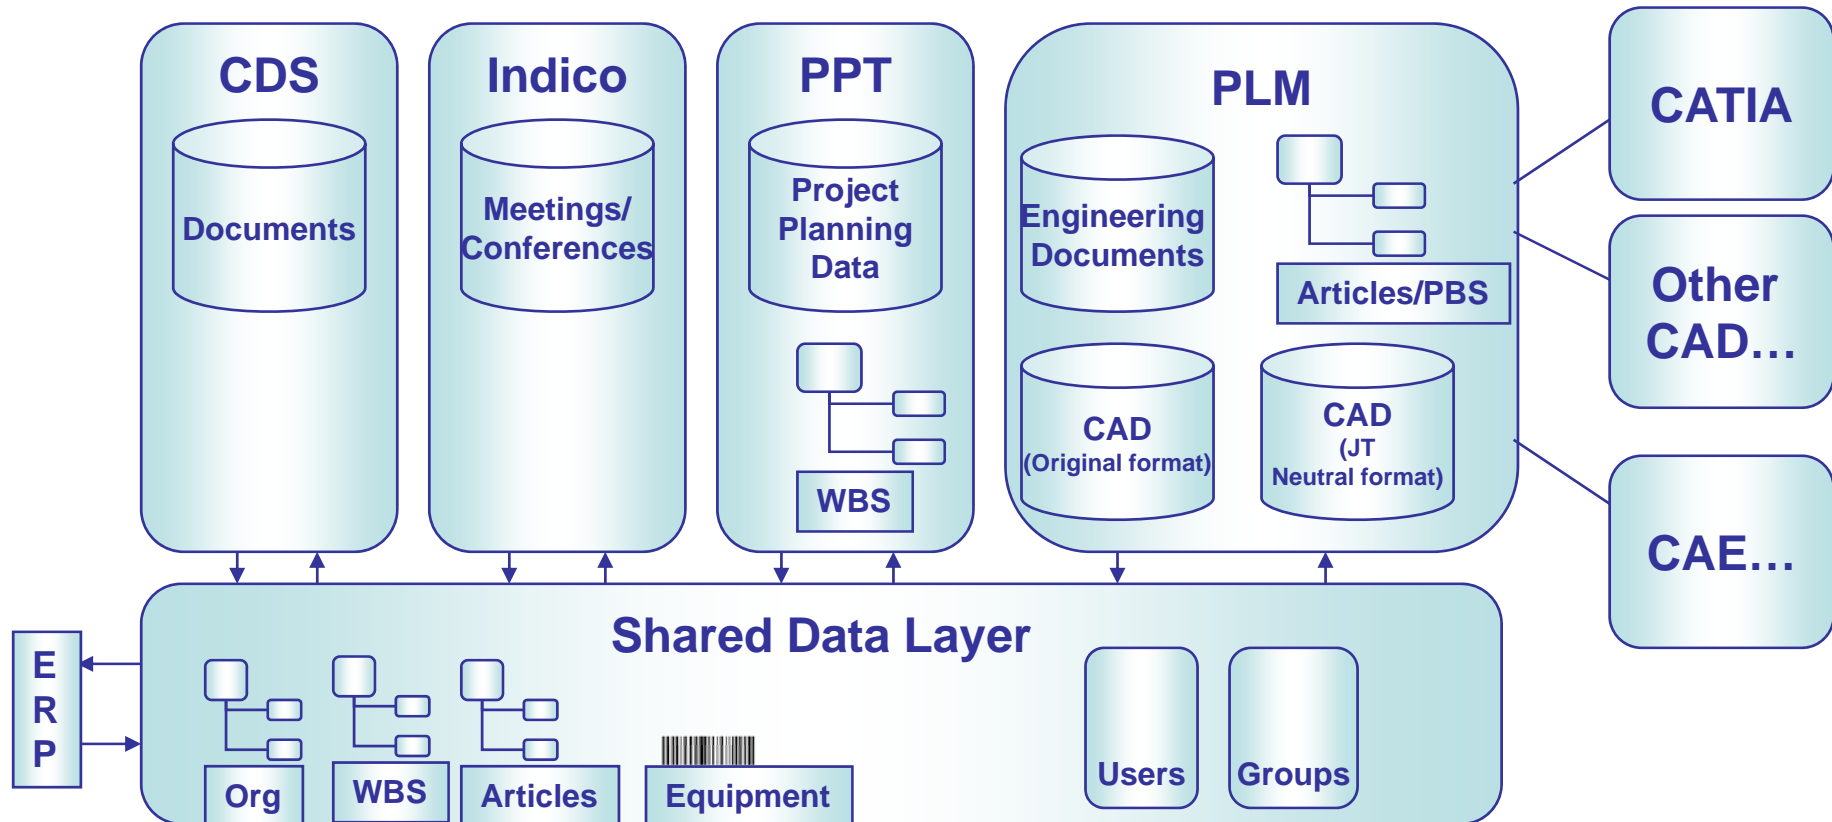 CDS
Documents
Indico
Meetings/
Conferences
PPT
Project
Planning
Data
WBS
PLM
Engineering
Documents
Articles/PBS
CAD
(Original format)
CAD
(JT
Neutral format)
CATIA
Other
CAD…
CAE…
E
R
P
Shared Data Layer
Org
WBS
Articles
Equipment
Users
Groups